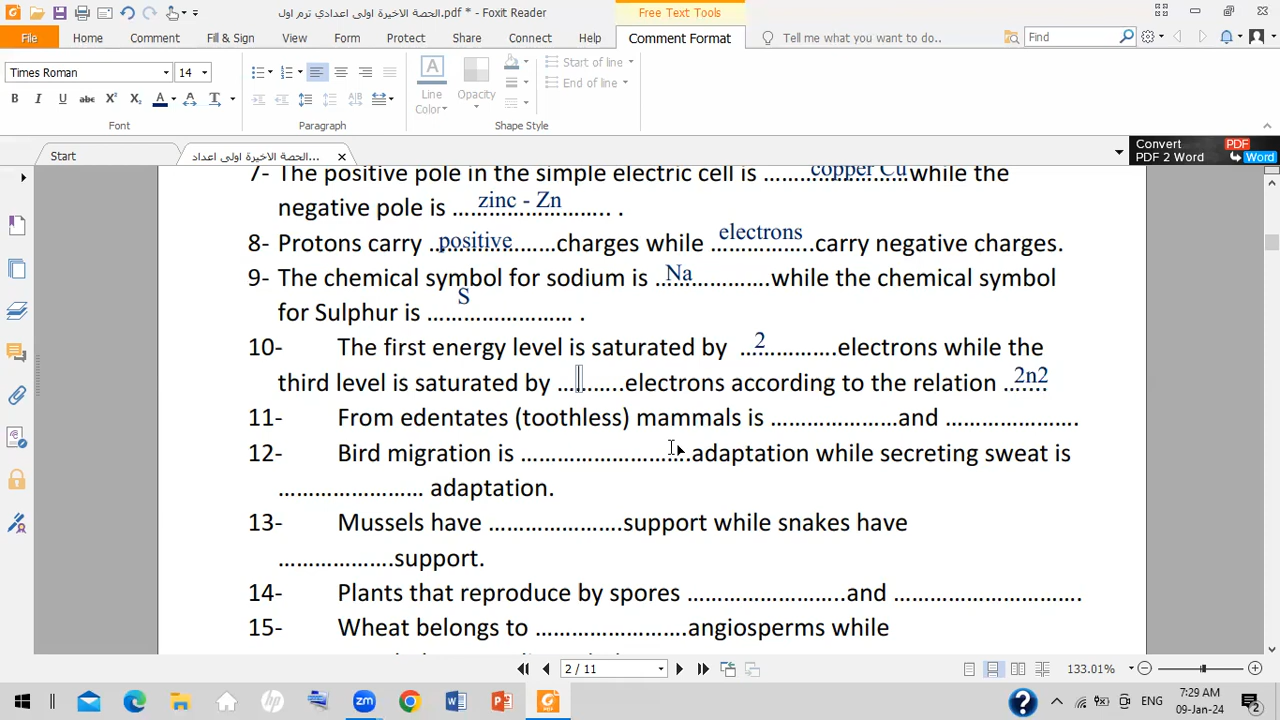 الحصة الاخيرة اولى اعدادي ترم اول.pdf * - Foxit Reader
Free Text Tools
File Home Comment Fill & Sign View Form Protect Share Connect Help Comment Format Tell me what you want to do.. Find
Times Roman 14
Line Color Opacity
Start of line
End of line
Font Paragraph Shape Style
Start
الحصة الاخيرة اولى اعداد...
Convert PDF
PDF 2 Word Word
7- The positive pole in the simple electric cell is ……copper Cu……while the
negative pole is ……zinc - Zn…….. .
8- Protons carry ……positive……charges while ……electrons……..carry negative charges.
9- The chemical symbol for sodium is ……Na…………….while the chemical symbol
for Sulphur is ……S……………… .
10- The first energy level is saturated by ……2…………..electrons while the
third level is saturated by ……………..electrons according to the relation ……2n2…….
11- From edentates (toothless) mammals is …………………and ………………….
12- Bird migration is ……………………….adaptation while secreting sweat is
…………………… adaptation.
13- Mussels have ………………….support while snakes have
……………….support.
14- Plants that reproduce by spores ……………………..and ………………………….
15- Wheat belongs to …………………….angiosperms while
2 / 11
133.01%
zm
hp
ENG
7:29 AM
09-Jan-24
2